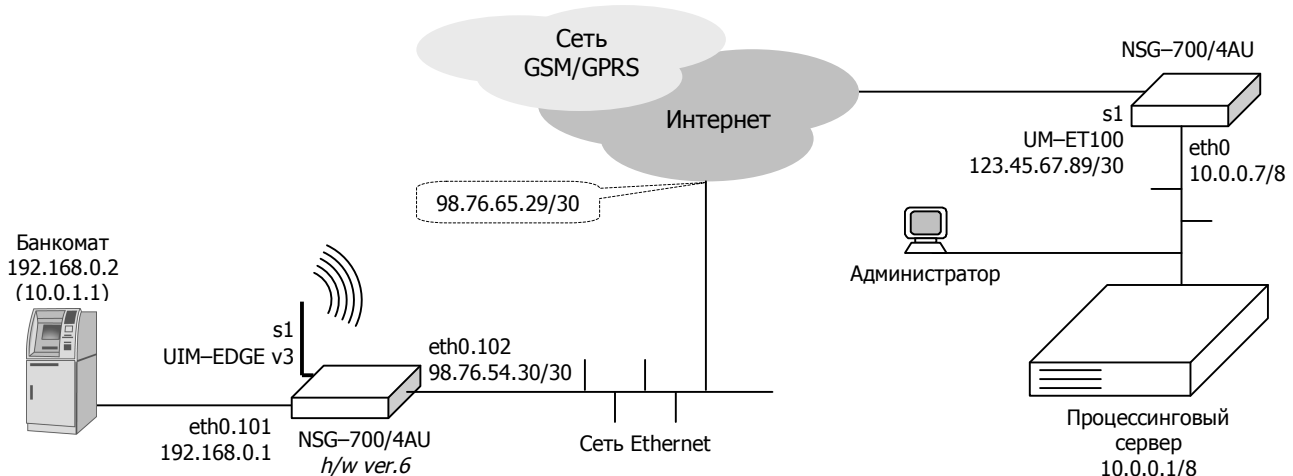 Сеть
GSM/GPRS
Интернет
NSG–700/4AU
s1
UM–ET100
123.45.67.89/30
eth0
10.0.0.7/8
98.76.65.29/30
Администратор
Банкомат
192.168.0.2
(10.0.1.1)
s1
UIM–EDGE v3
eth0.102
98.76.54.30/30
eth0.101
192.168.0.1
NSG–700/4AU
h/w ver.6
Сеть Ethernet
Процессинговый
сервер
10.0.0.1/8